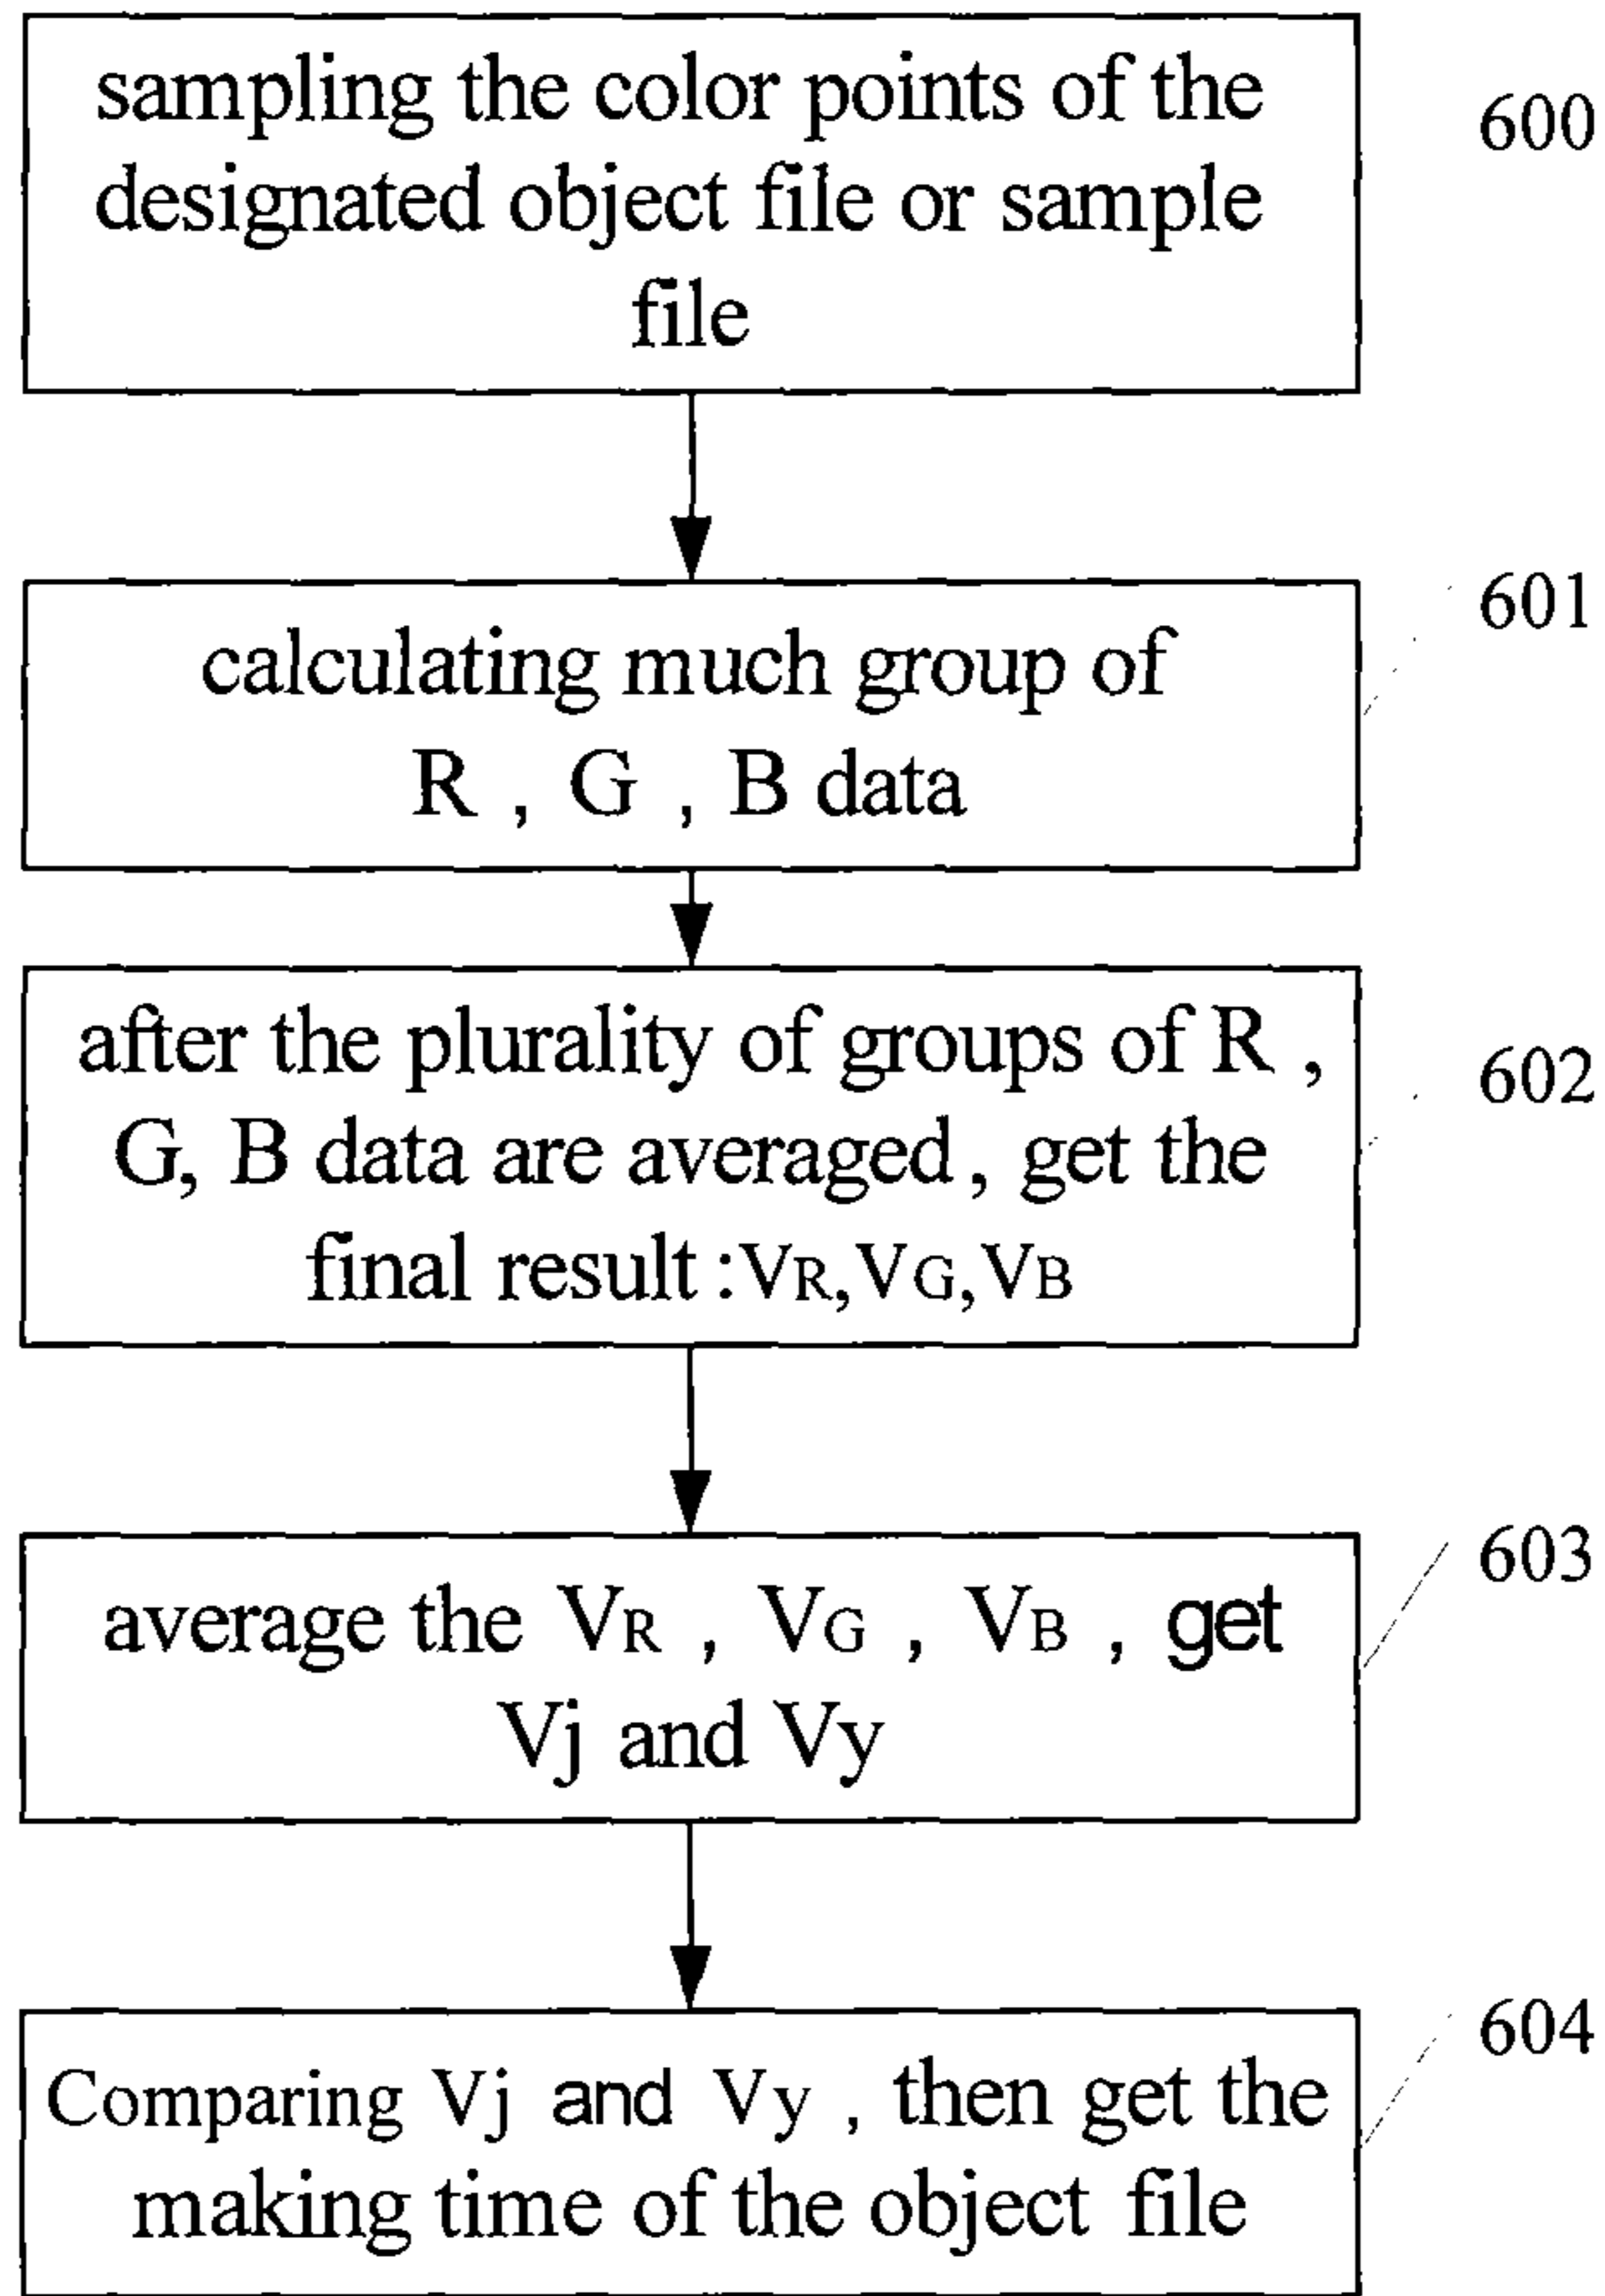 sampling the color points of the
designated object file or sample
file
600
calculating much group of
R , G , B data
601
after the plurality of groups of R ,
G, B data are averaged, get the
final result :VR,VG,VB
602
average the VR , VG , VB , get
Vj and Vy
603
Comparing Vj and Vy , then get the
making time of the object file
604